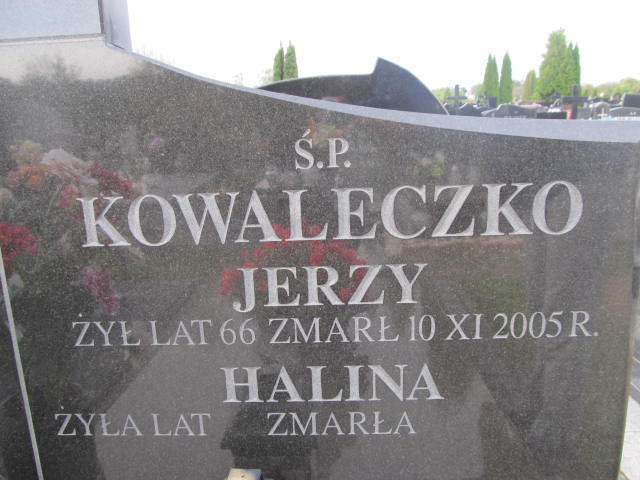 Ś.P.
KOWALECZKO
JERZY
ŻYŁ LAT 66 ZMARŁ 10 XI 2005 R.
HALINA
ŻYŁA LAT ZMARŁA